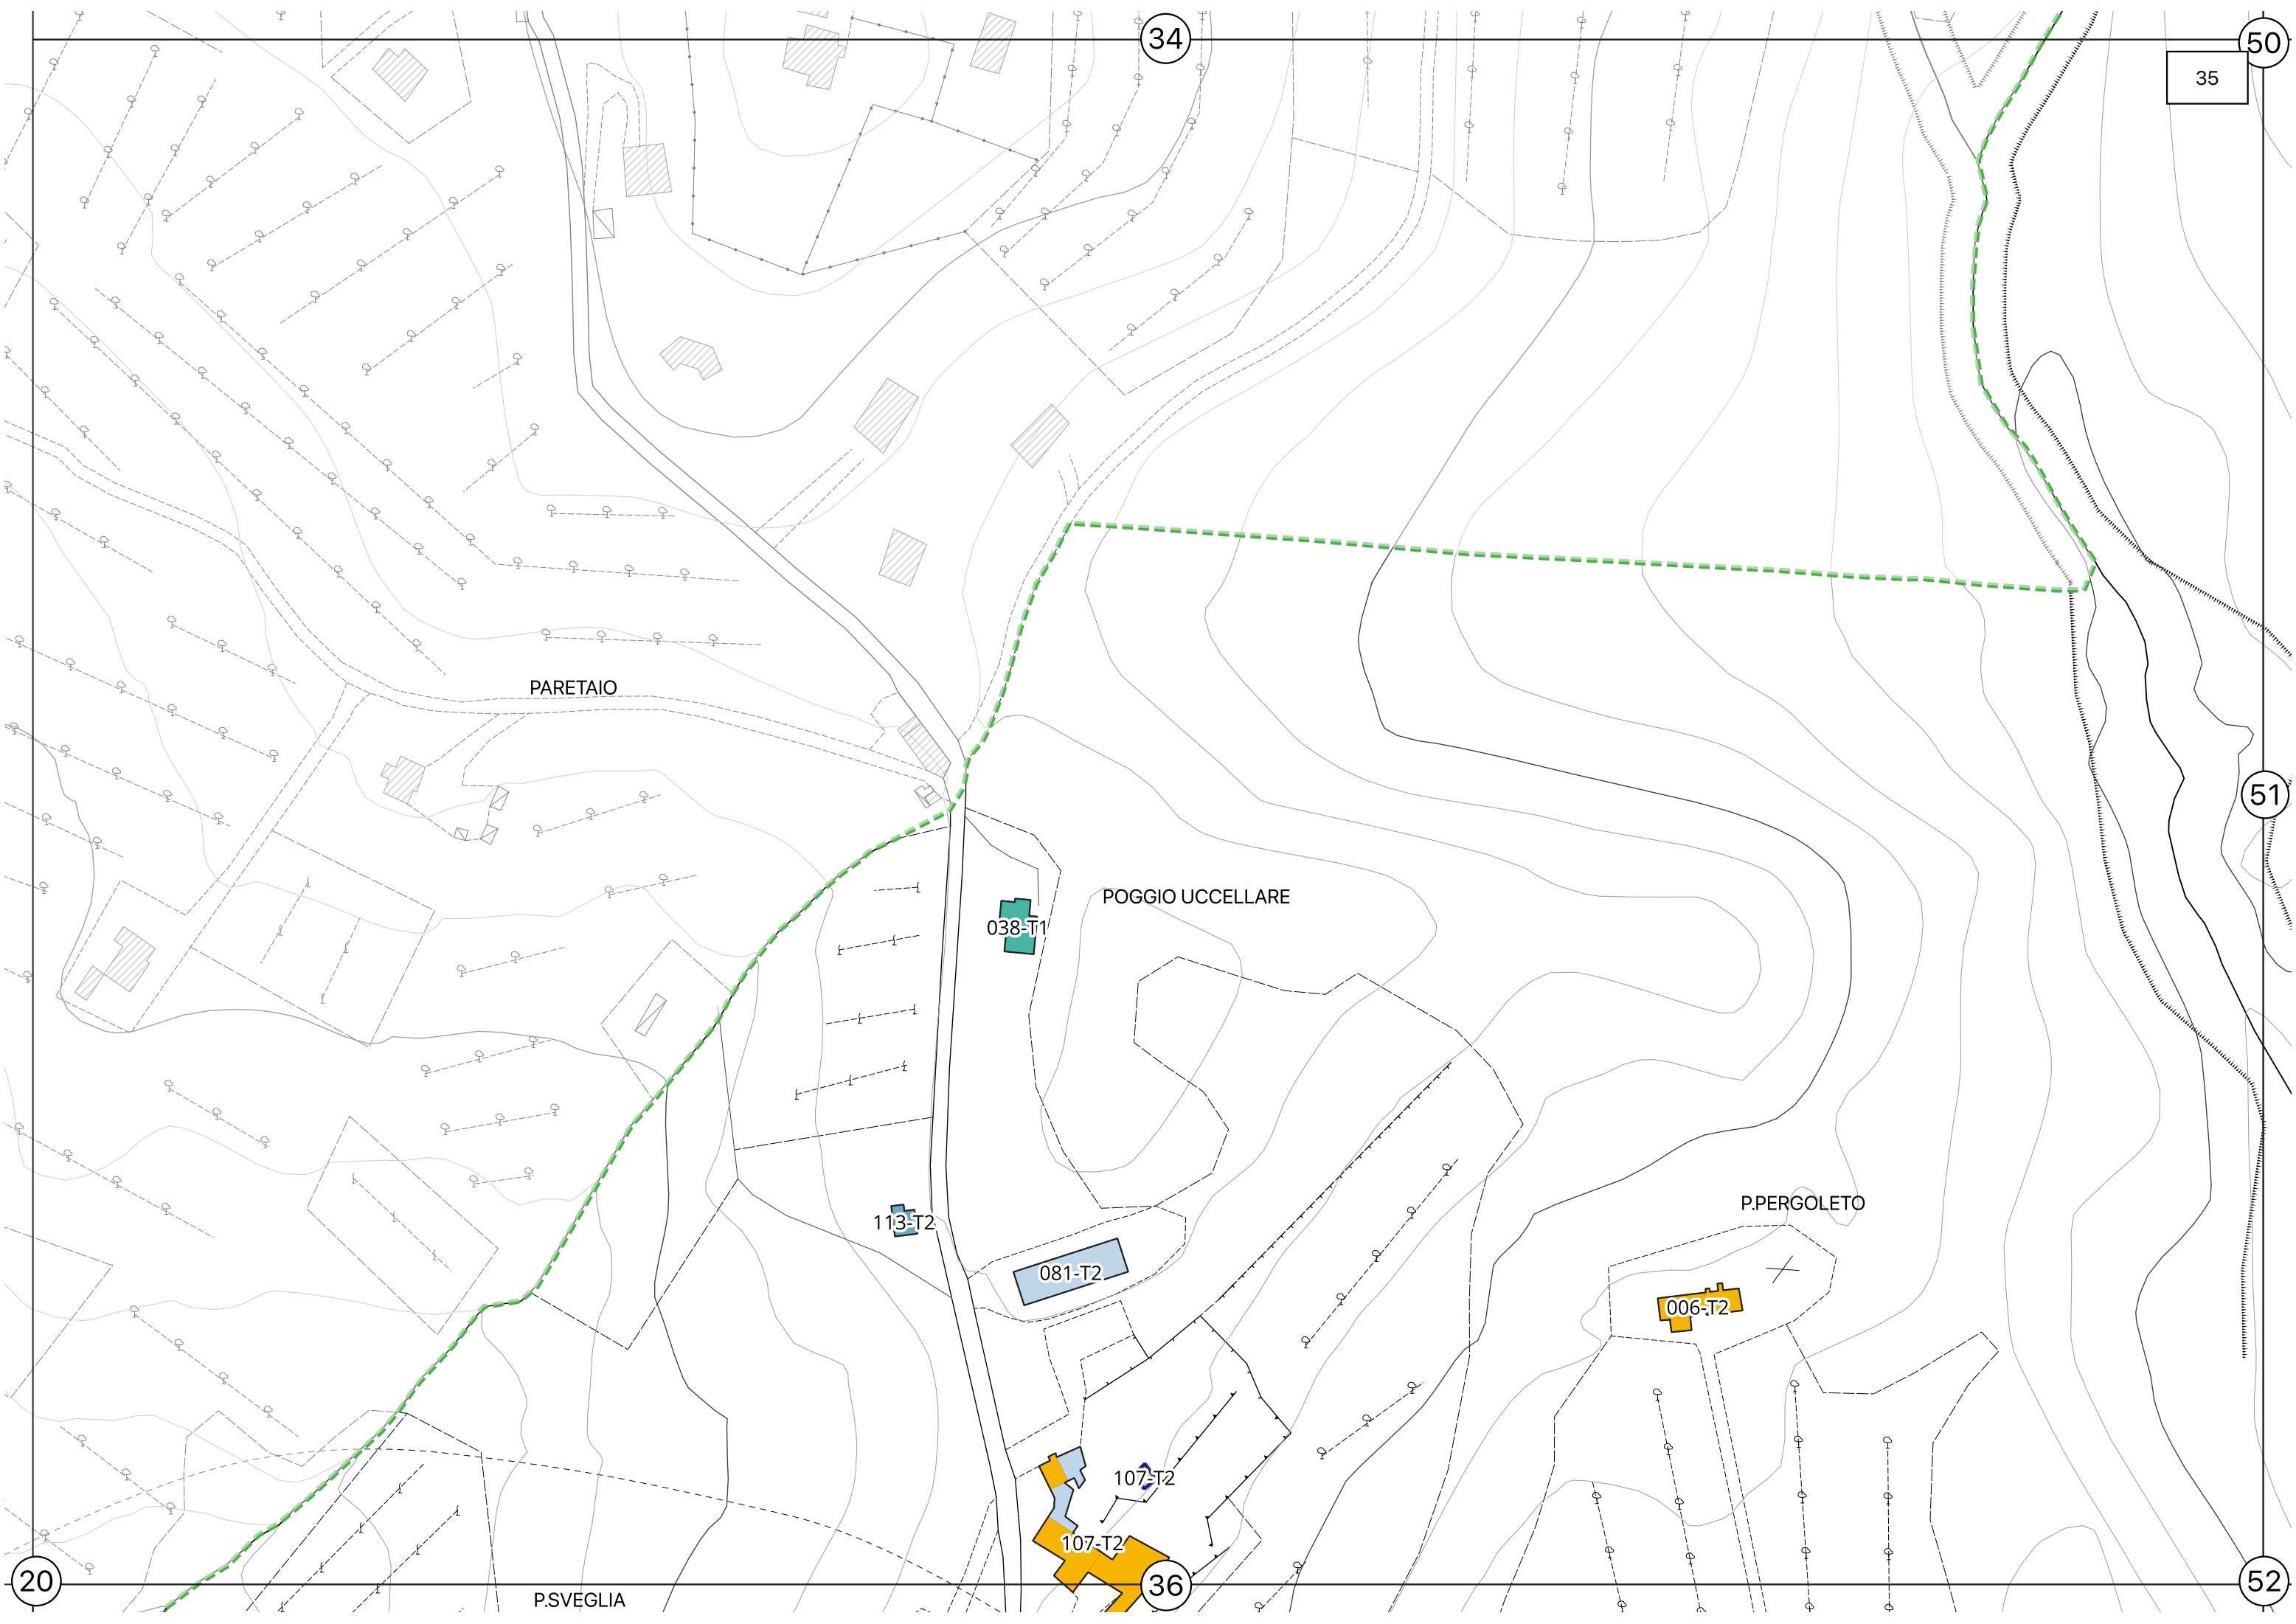 34
50
35
PARETAIO
51
POGGIO UCCELLARE
038-T1
P.PERGOLETO
113-T2
081-T2
006-T2
107-T2
107-T2
20
36
52
P.SVEGLIA